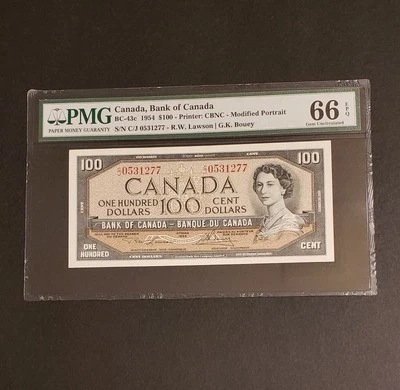 PMG
PAPER MONEY GUARANTY
Canada, Bank of Canada
BC-43c 1954 $100 - Printer: CBNC - Modified Portrait
S/N C/J 0531277 - R.W. Lawson | G.K. Bouey
66 EPQ
Gem Uncirculated
100 100
C/J 0531277 C/J 0531277
CANADA
ONE HUNDRED 100 CENT
DOLLARS DOLLARS
BANK OF CANADA - BANQUE DU CANADA
ONE HUNDRED
CENT